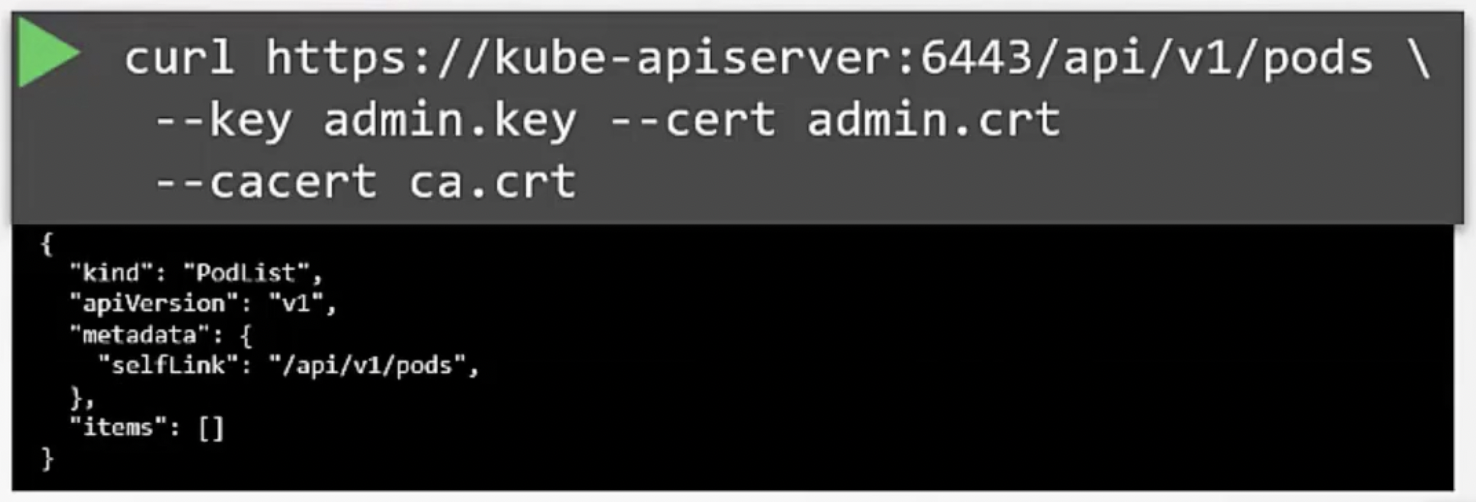 curl https://kube-apiserver:6443/api/v1/pods \
--key admin.key --cert admin.crt
--cacert ca.crt
{
"kind": "PodList",
"apiVersion": "v1",
"metadata": {
"selfLink": "/api/v1/pods",
},
"items": []
}